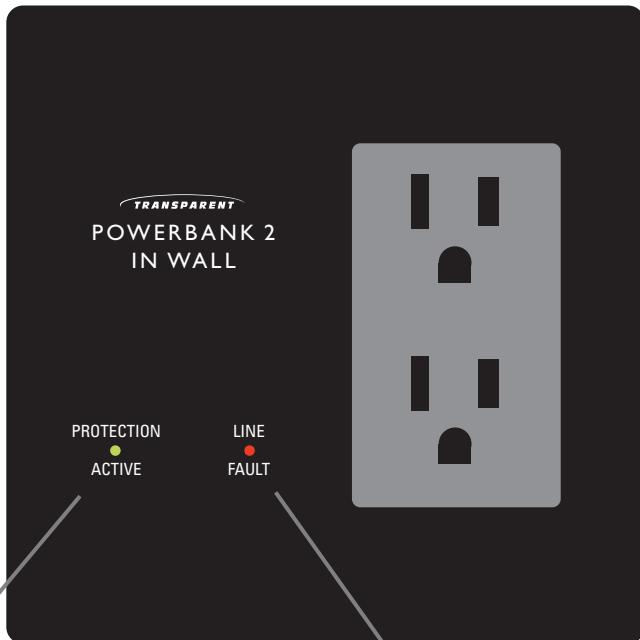 TRANSPARENT
POWERBANK 2
IN WALL
PROTECTION
ACTIVE
LINE
FAULT